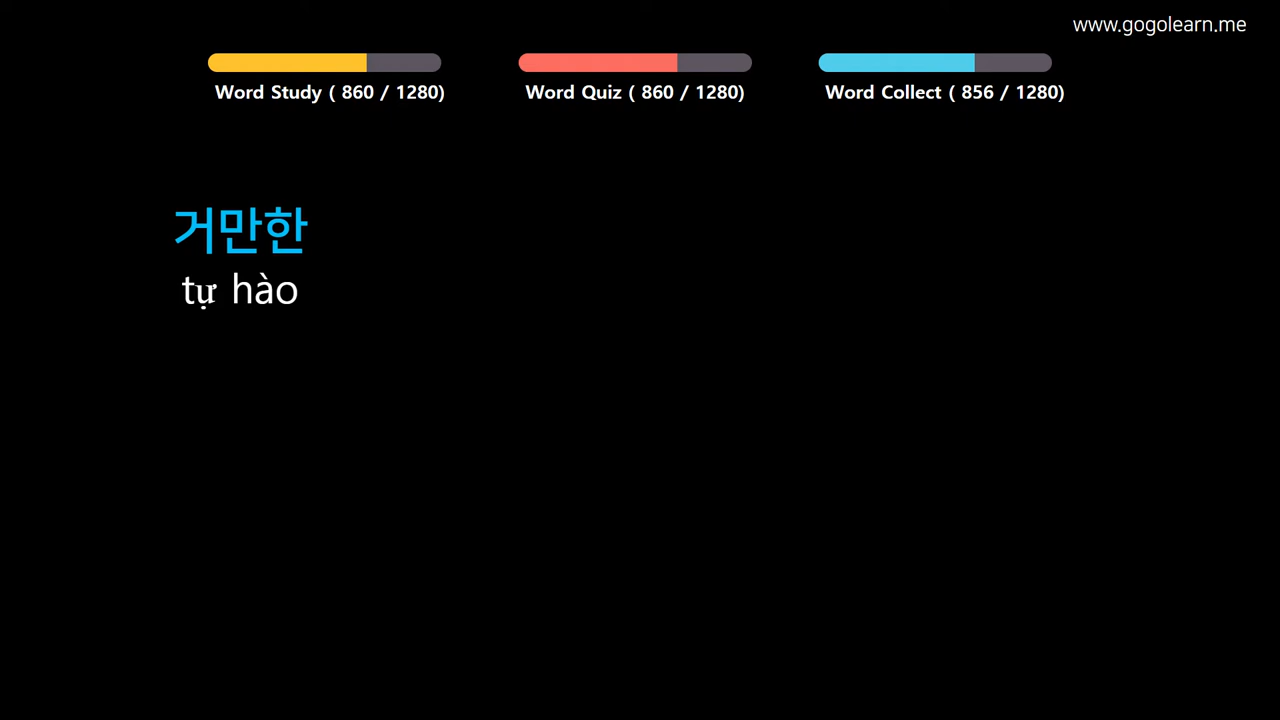 www.gogolearn.me
Word Study ( 860 / 1280)
Word Quiz ( 860 / 1280)
Word Collect ( 856 / 1280)
거만한
tự hào